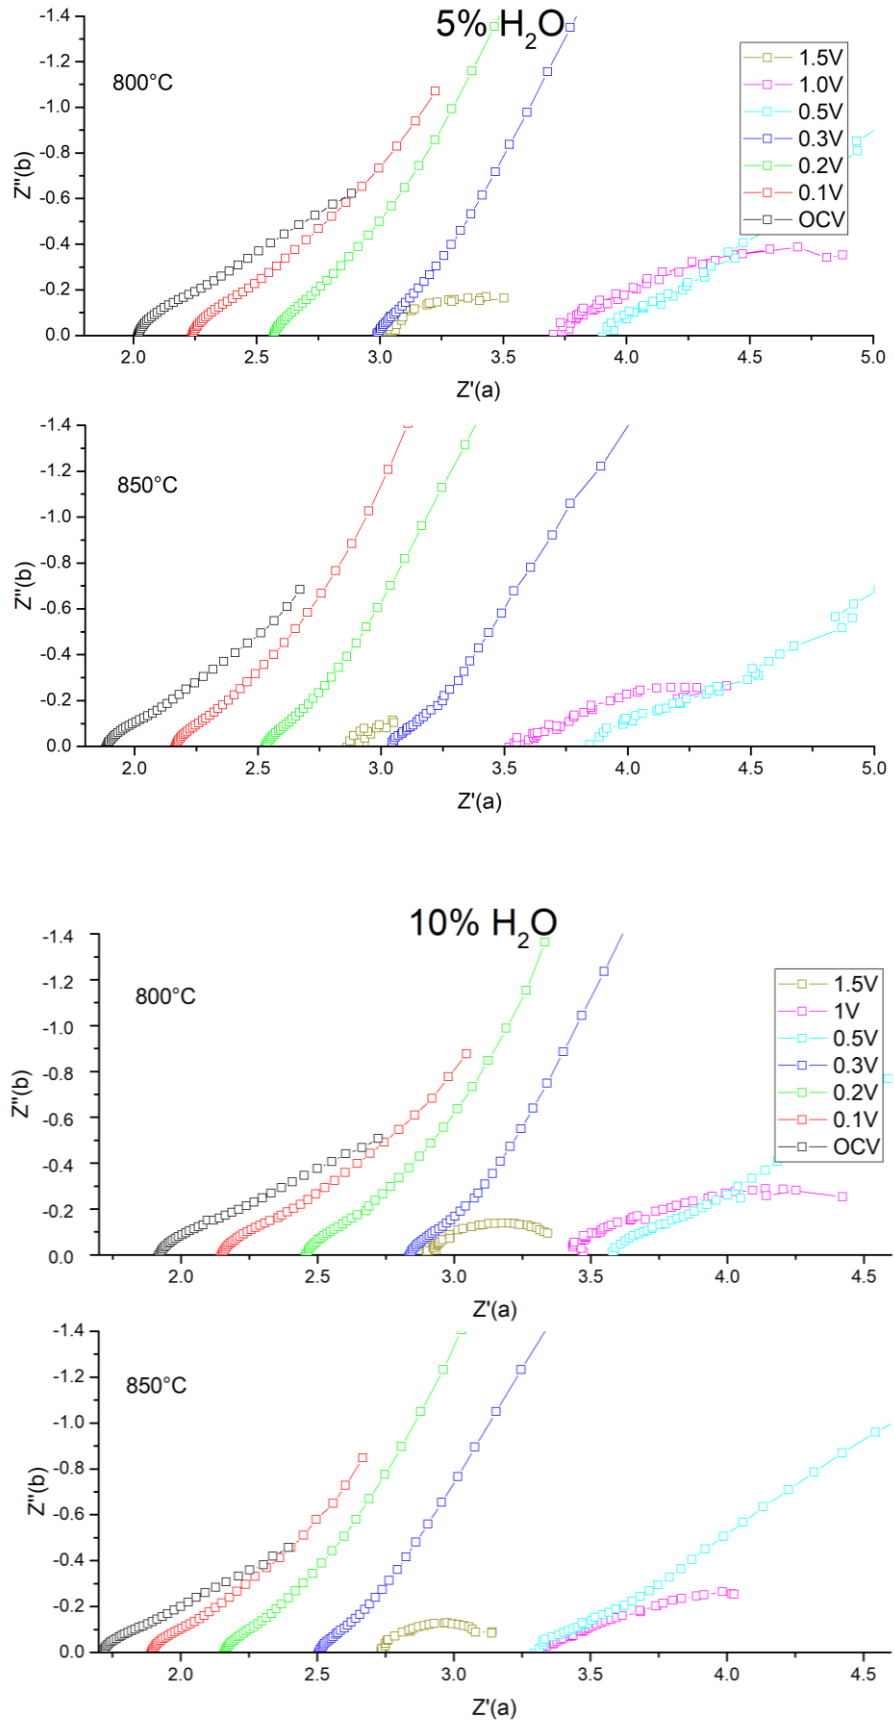 5% H₂O
-1.4
-1.2
-1.0
-0.8
-0.6
-0.4
-0.2
0.0
Z''(b)
800°C
1.5V
1.0V
0.5V
0.3V
0.2V
0.1V
OCV
2.0 2.5 3.0 3.5 4.0 4.5 5.0
Z'(a)
-1.4
-1.2
-1.0
-0.8
-0.6
-0.4
-0.2
0.0
Z''(b)
850°C
2.0 2.5 3.0 3.5 4.0 4.5 5.0
Z'(a)
10% H₂O
-1.4
-1.2
-1.0
-0.8
-0.6
-0.4
-0.2
0.0
Z''(b)
800°C
1.5V
1V
0.5V
0.3V
0.2V
0.1V
OCV
2.0 2.5 3.0 3.5 4.0 4.5
Z'(a)
-1.4
-1.2
-1.0
-0.8
-0.6
-0.4
-0.2
0.0
Z''(b)
850°C
2.0 2.5 3.0 3.5 4.0 4.5
Z'(a)